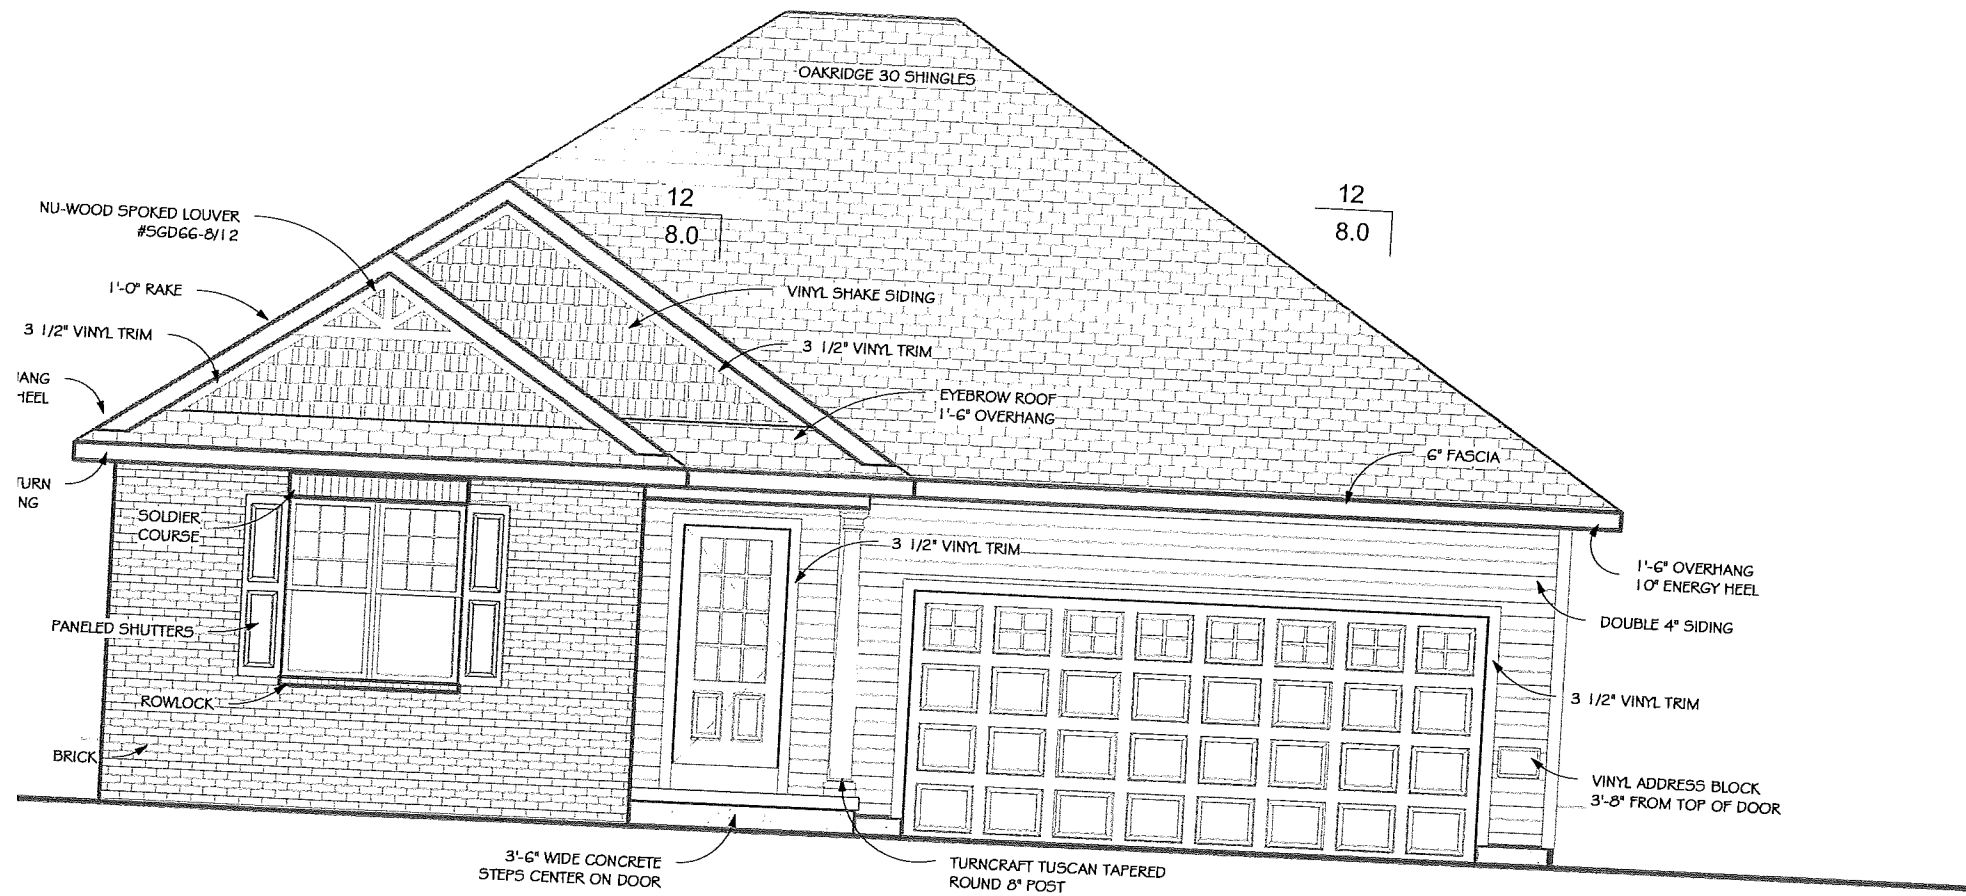 OAKRIDGE 30 SHINGLES
12
8.0
12
8.0
NU-WOOD SPOKED LOUVER
#SGD66-8/12
1'-0" RAKE
VINYL SHAKE SIDING
3 1/2" VINYL TRIM
3 1/2" VINYL TRIM
EYEBROW ROOF
1'-6" OVERHANG
6" FASCIA
SOLDIER
COURSE
3 1/2" VINYL TRIM
1'-6" OVERHANG
10" ENERGY HEEL
PANELED SHUTTERS
DOUBLE 4" SIDING
ROWLOCK
3 1/2" VINYL TRIM
BRICK
VINYL ADDRESS BLOCK
3'-8" FROM TOP OF DOOR
3'-6" WIDE CONCRETE
STEPS CENTER ON DOOR
TURNCRAFT TUSCAN TAPERED
ROUND 8" POST